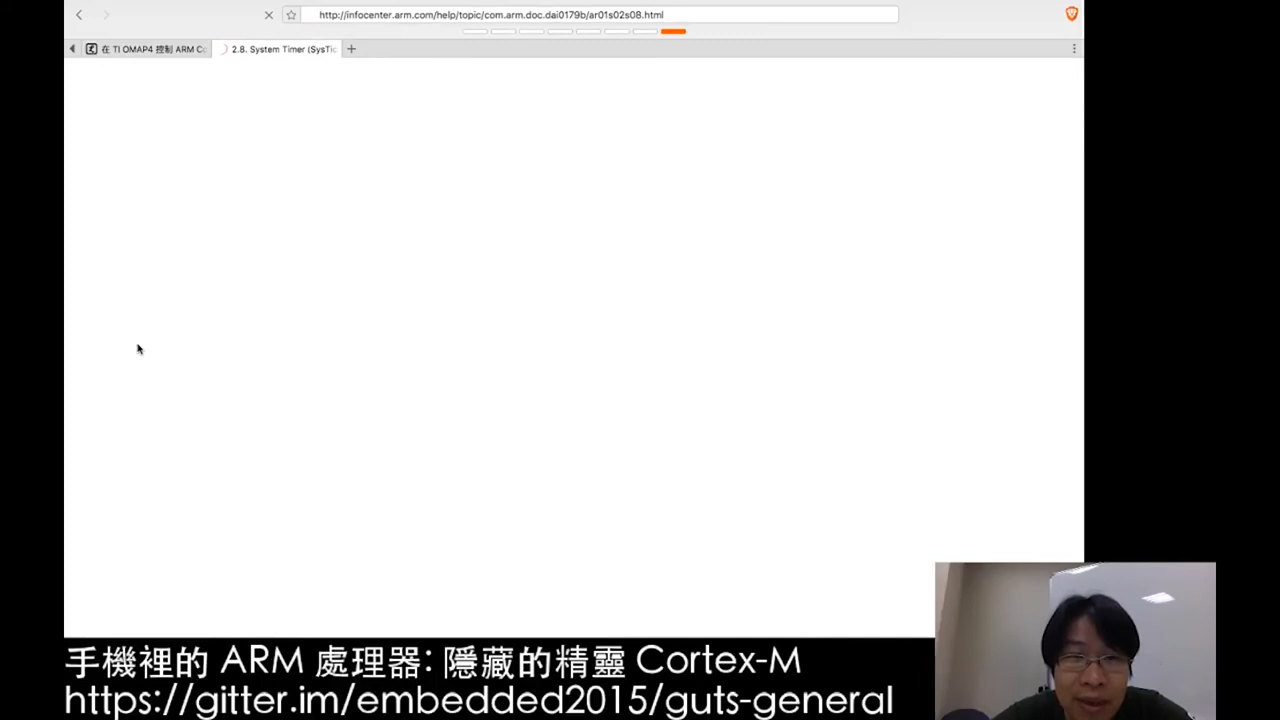 http://infocenter.arm.com/help/topic/com.arm.doc.dai0179b/ar01s02s08.html
在 TI OMAP4 控制 ARM Co
2.8. System Timer (SysTic
手機裡的 ARM 處理器: 隱藏的精靈 Cortex-M
https://gitter.im/embedded2015/guts-general